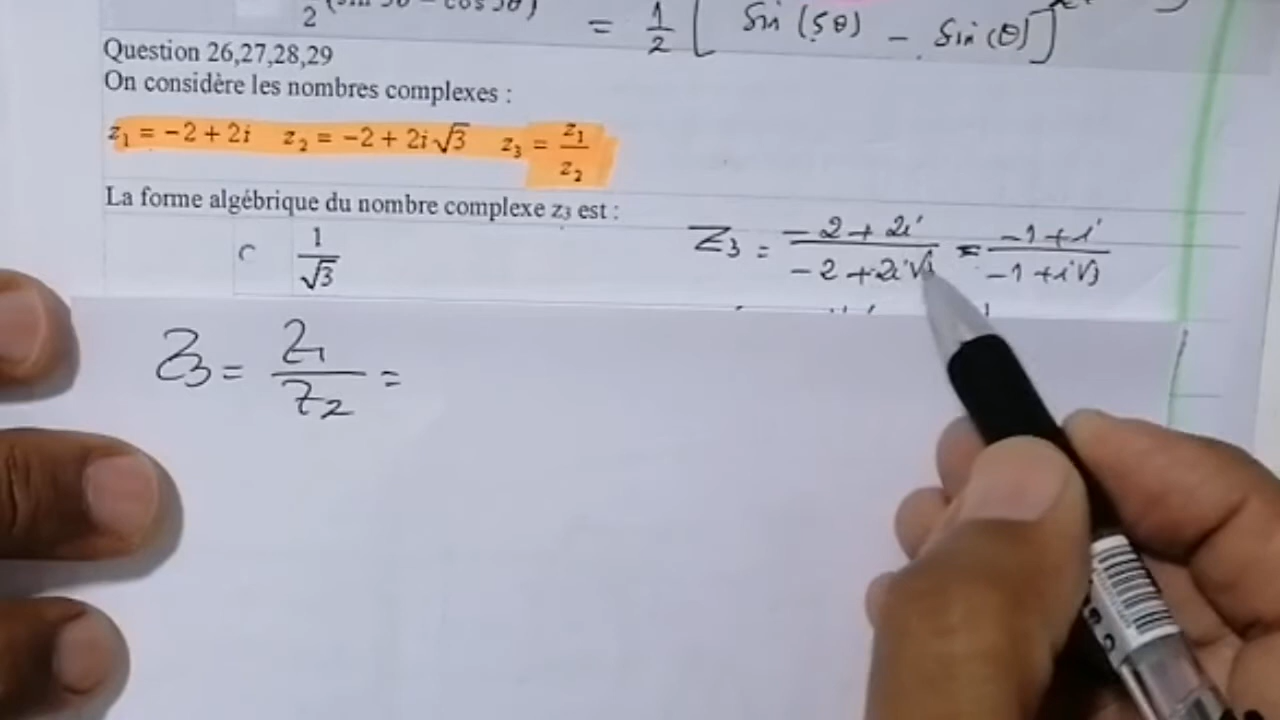 = 1/2 [ Sin (5θ) - Sin (θ) ]
Question 26,27,28,29
On considère les nombres complexes :
z₁ = −2 + 2i z₂ = −2 + 2i√3 z₃ = z₁/z₂
La forme algébrique du nombre complexe z₃ est :
C 1/√3
Z₃ = (-2 + 2i)/(-2 + 2i√3) = (-1 + i)/(-1 + i√3)
Z₃ = Z₁/Z₂ =